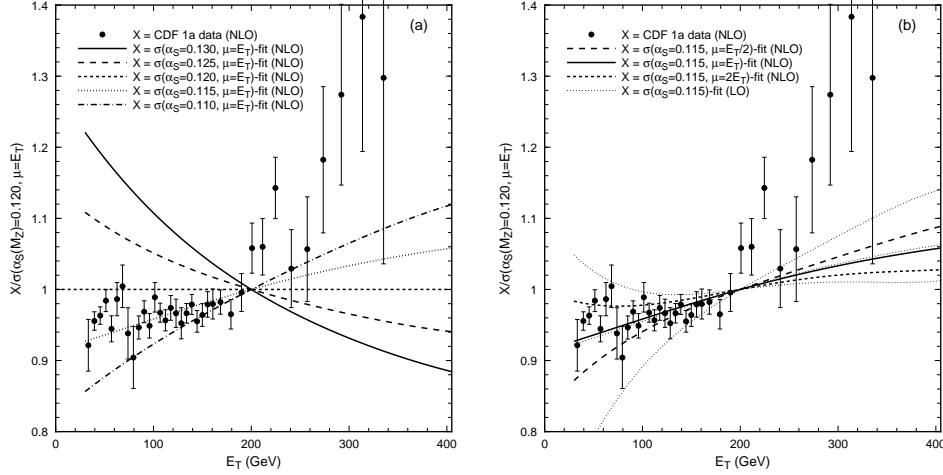 (a)
X = CDF 1a data (NLO)
X = σ(αS=0.130, μ=ET)-fit (NLO)
X = σ(αS=0.125, μ=ET)-fit (NLO)
X = σ(αS=0.120, μ=ET)-fit (NLO)
X = σ(αS=0.115, μ=ET)-fit (NLO)
X = σ(αS=0.110, μ=ET)-fit (NLO)
X/σ(αS(MZ)=0.120, μ=ET)
1.4
1.3
1.2
1.1
1
0.9
0.8
0 100 200 300 400
ET (GeV)
(b)
X = CDF 1a data (NLO)
X = σ(αS=0.115, μ=ET/2)-fit (NLO)
X = σ(αS=0.115, μ=ET)-fit (NLO)
X = σ(αS=0.115, μ=2ET)-fit (NLO)
X = σ(αS=0.115)-fit (LO)
X/σ(αS(MZ)=0.120, μ=ET)
1.4
1.3
1.2
1.1
1
0.9
0.8
0 100 200 300 400
ET (GeV)